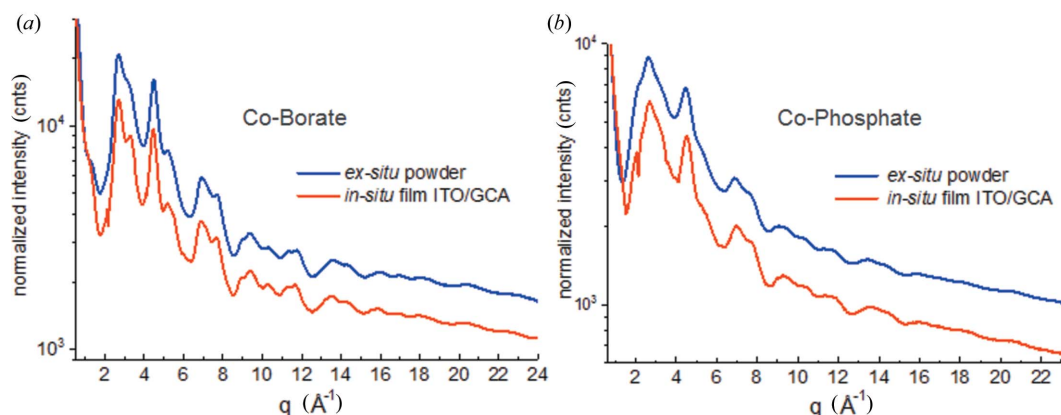 (a)
normalized intensity (cnts)
10⁴
10³
Co-Borate
ex-situ powder
in-situ film ITO/GCA
2 4 6 8 10 12 14 16 18 20 22 24
q (Å⁻¹)
(b)
normalized intensity (cnts)
10⁴
10³
Co-Phosphate
ex-situ powder
in-situ film ITO/GCA
2 4 6 8 10 12 14 16 18 20 22
q (Å⁻¹)